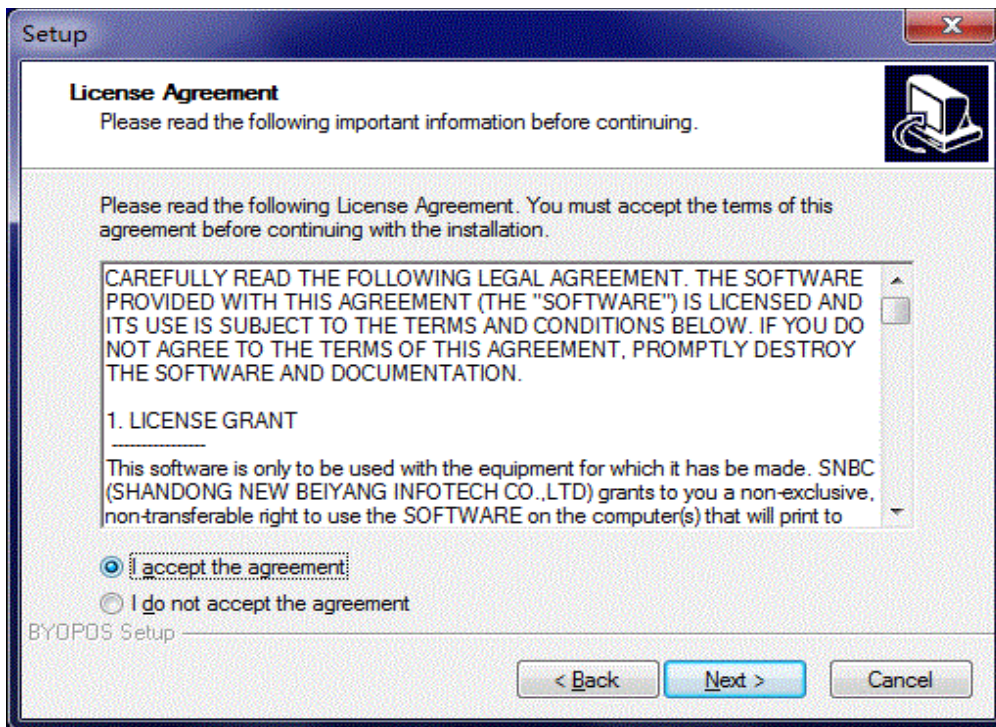 Setup
License Agreement
Please read the following important information before continuing.
Please read the following License Agreement. You must accept the terms of this
agreement before continuing with the installation.
CAREFULLY READ THE FOLLOWING LEGAL AGREEMENT. THE SOFTWARE
PROVIDED WITH THIS AGREEMENT (THE "SOFTWARE") IS LICENSED AND
ITS USE IS SUBJECT TO THE TERMS AND CONDITIONS BELOW. IF YOU DO
NOT AGREE TO THE TERMS OF THIS AGREEMENT, PROMPTLY DESTROY
THE SOFTWARE AND DOCUMENTATION.
1. LICENSE GRANT
----------------
This software is only to be used with the equipment for which it has be made. SNBC
(SHANDONG NEW BEIYANG INFOTECH CO.,LTD) grants to you a non-exclusive,
non-transferable right to use the SOFTWARE on the computer(s) that will print to
I accept the agreement
I do not accept the agreement
BYOPOS Setup
< Back
Next >
Cancel